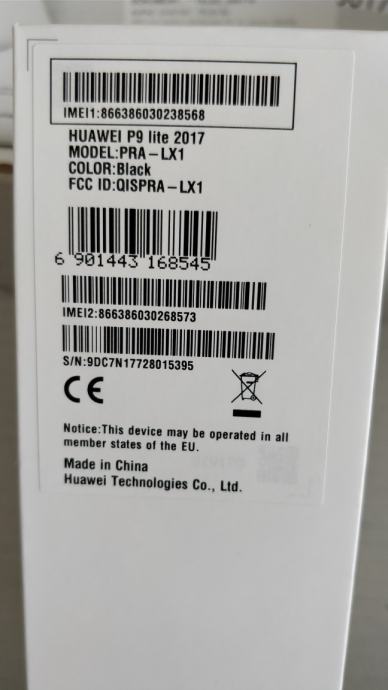 IMEI1:866386030238568
HUAWEI P9 lite 2017
MODEL:PRA-LX1
COLOR:Black
FCC ID:QISPRA-LX1
6 901443 168545
IMEI2:866386030268573
S/N:9DC7N17728015395
CE
Notice:This device may be operated in all
member states of the EU.
Made in China
Huawei Technologies Co., Ltd.